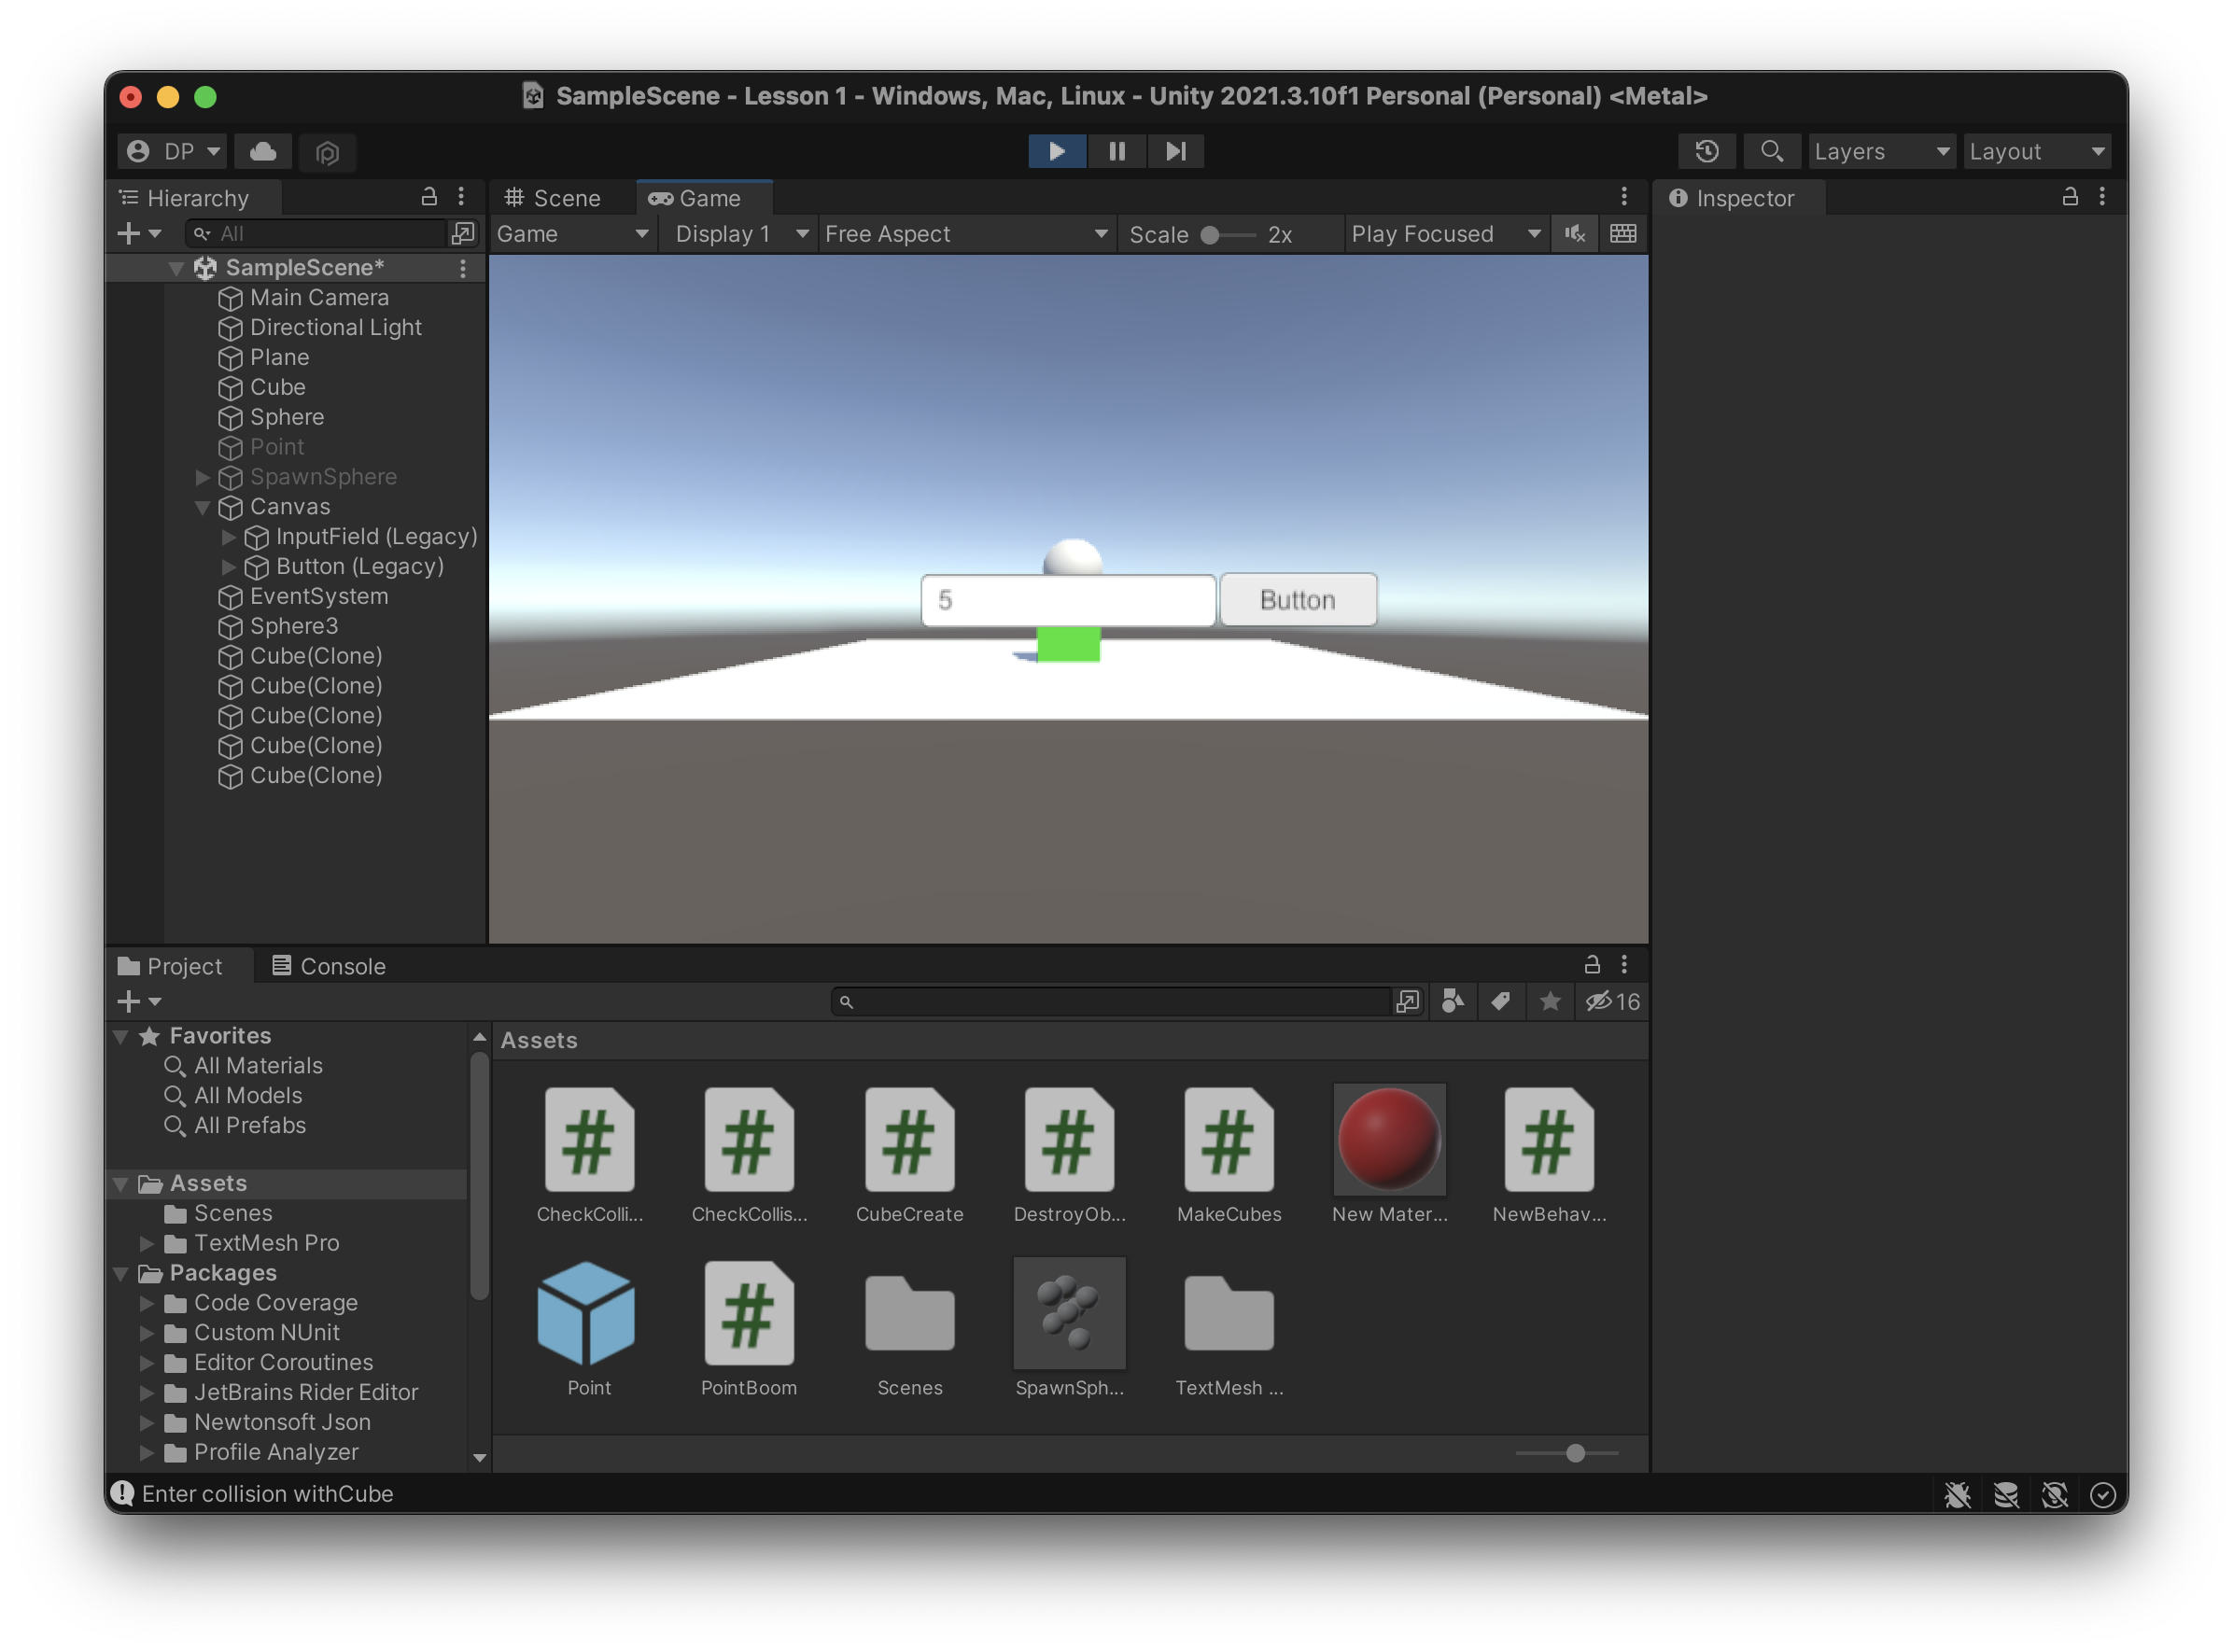 SampleScene - Lesson 1 - Windows, Mac, Linux - Unity 2021.3.10f1 Personal (Personal) <Metal>
DP
Layers
Layout
Hierarchy
All
SampleScene*
Main Camera
Directional Light
Plane
Cube
Sphere
Point
SpawnSphere
Canvas
InputField (Legacy)
Button (Legacy)
EventSystem
Sphere3
Cube(Clone)
Cube(Clone)
Cube(Clone)
Cube(Clone)
Cube(Clone)
Scene
Game
Game
Display 1
Free Aspect
Scale
2x
Play Focused
5
Button
Inspector
Project
Console
16
Favorites
All Materials
All Models
All Prefabs
Assets
Scenes
TextMesh Pro
Packages
Code Coverage
Custom NUnit
Editor Coroutines
JetBrains Rider Editor
Newtonsoft Json
Profile Analyzer
Assets
CheckColli...
CheckCollis...
CubeCreate
DestroyOb...
MakeCubes
New Mater...
NewBehav...
Point
PointBoom
Scenes
SpawnSph...
TextMesh ...
Enter collision withCube